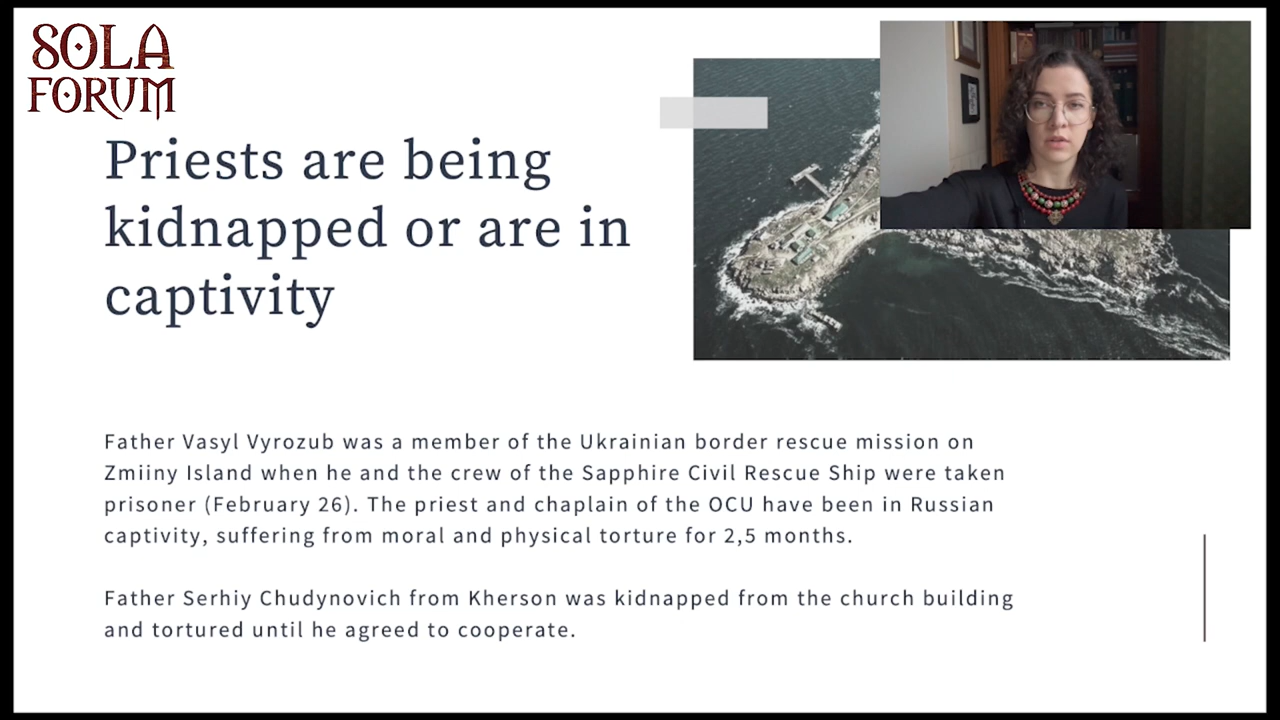 SOLA
FORUM
Priests are being
kidnapped or are in
captivity
Father Vasyl Vyrozub was a member of the Ukrainian border rescue mission on
Zmiiny Island when he and the crew of the Sapphire Civil Rescue Ship were taken
prisoner (February 26). The priest and chaplain of the OCU have been in Russian
captivity, suffering from moral and physical torture for 2,5 months.
Father Serhiy Chudynovich from Kherson was kidnapped from the church building
and tortured until he agreed to cooperate.